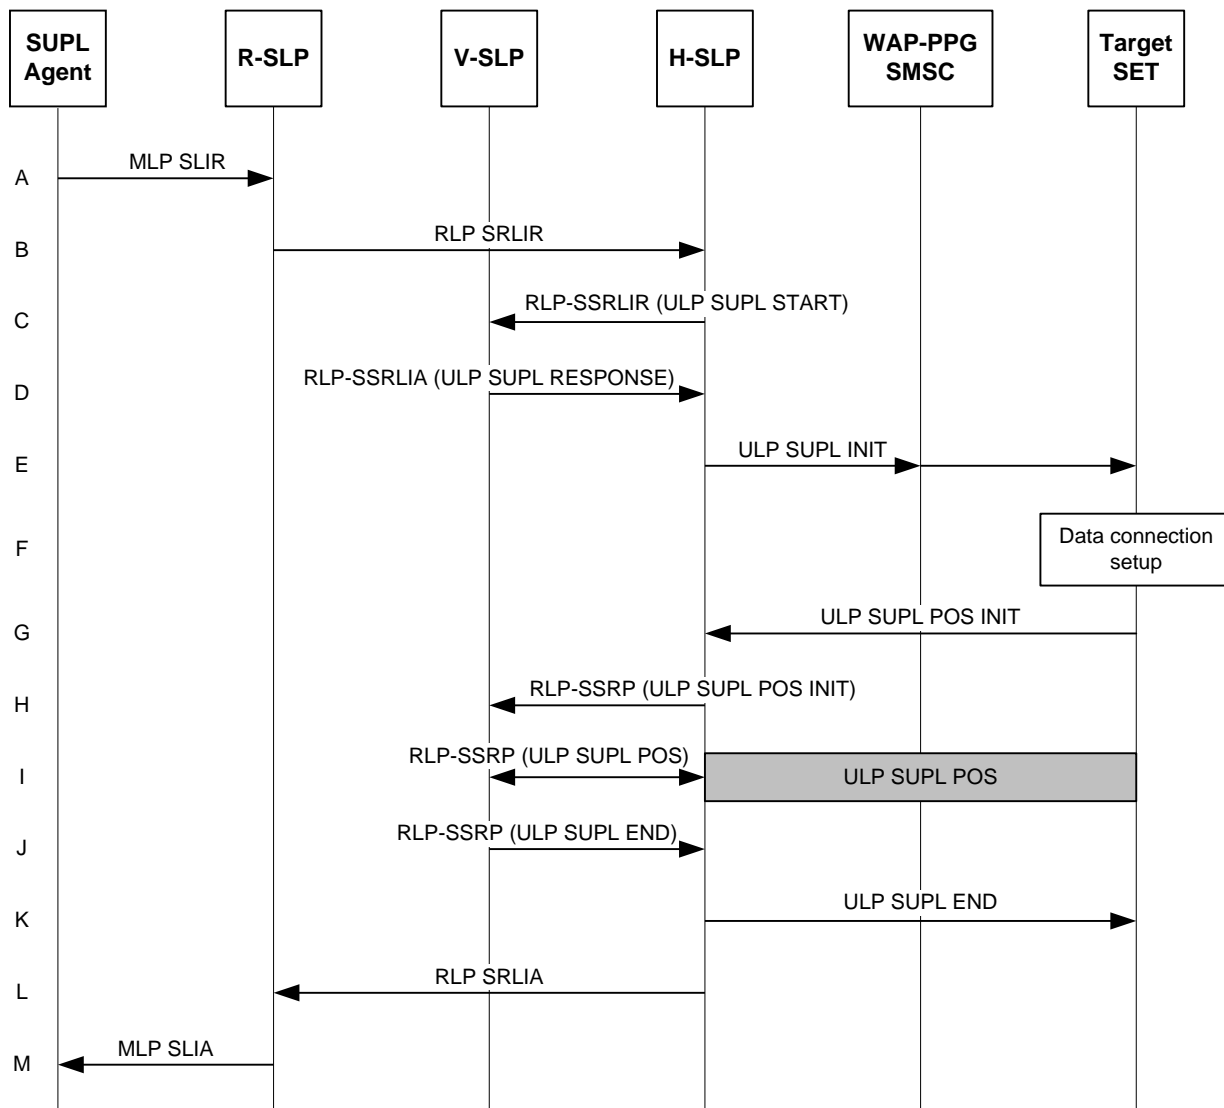 SUPL
Agent
R-SLP
V-SLP
H-SLP
WAP-PPG
SMSC
Target
SET
A
MLP SLIR
B
RLP SRLIR
C
RLP-SSRLIR (ULP SUPL START)
D
RLP-SSRLIA (ULP SUPL RESPONSE)
E
ULP SUPL INIT
F
Data connection
setup
G
ULP SUPL POS INIT
H
RLP-SSRP (ULP SUPL POS INIT)
I
RLP-SSRP (ULP SUPL POS)
ULP SUPL POS
J
RLP-SSRP (ULP SUPL END)
K
ULP SUPL END
L
RLP SRLIA
M
MLP SLIA